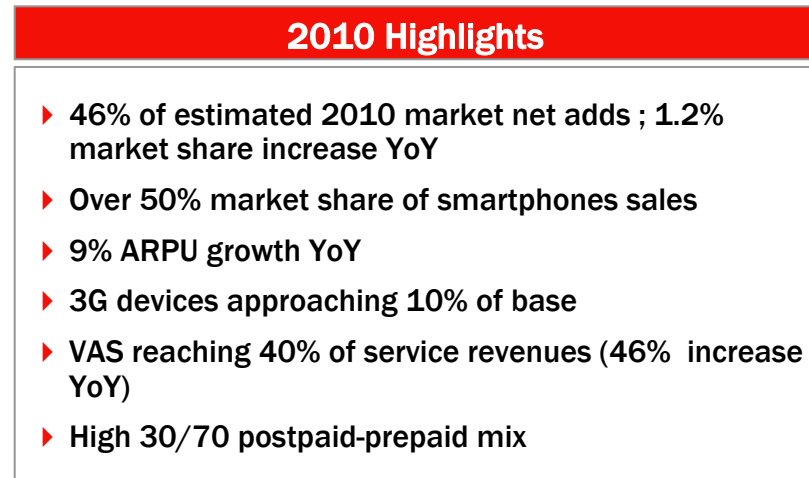 2010 Highlights
46% of estimated 2010 market net adds ; 1.2%
market share increase YoY
Over 50% market share of smartphones sales
9% ARPU growth YoY
3G devices approaching 10% of base
VAS reaching 40% of service revenues (46% increase
YoY)
High 30/70 postpaid-prepaid mix